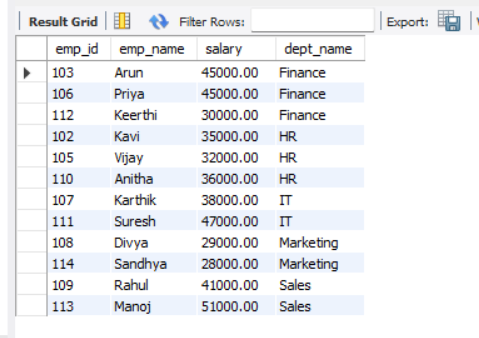 Result Grid Filter Rows: Export:
emp_id emp_name salary dept_name
103 Arun 45000.00 Finance
106 Priya 45000.00 Finance
112 Keerthi 30000.00 Finance
102 Kavi 35000.00 HR
105 Vijay 32000.00 HR
110 Anitha 36000.00 HR
107 Karthik 38000.00 IT
111 Suresh 47000.00 IT
108 Divya 29000.00 Marketing
114 Sandhya 28000.00 Marketing
109 Rahul 41000.00 Sales
113 Manoj 51000.00 Sales